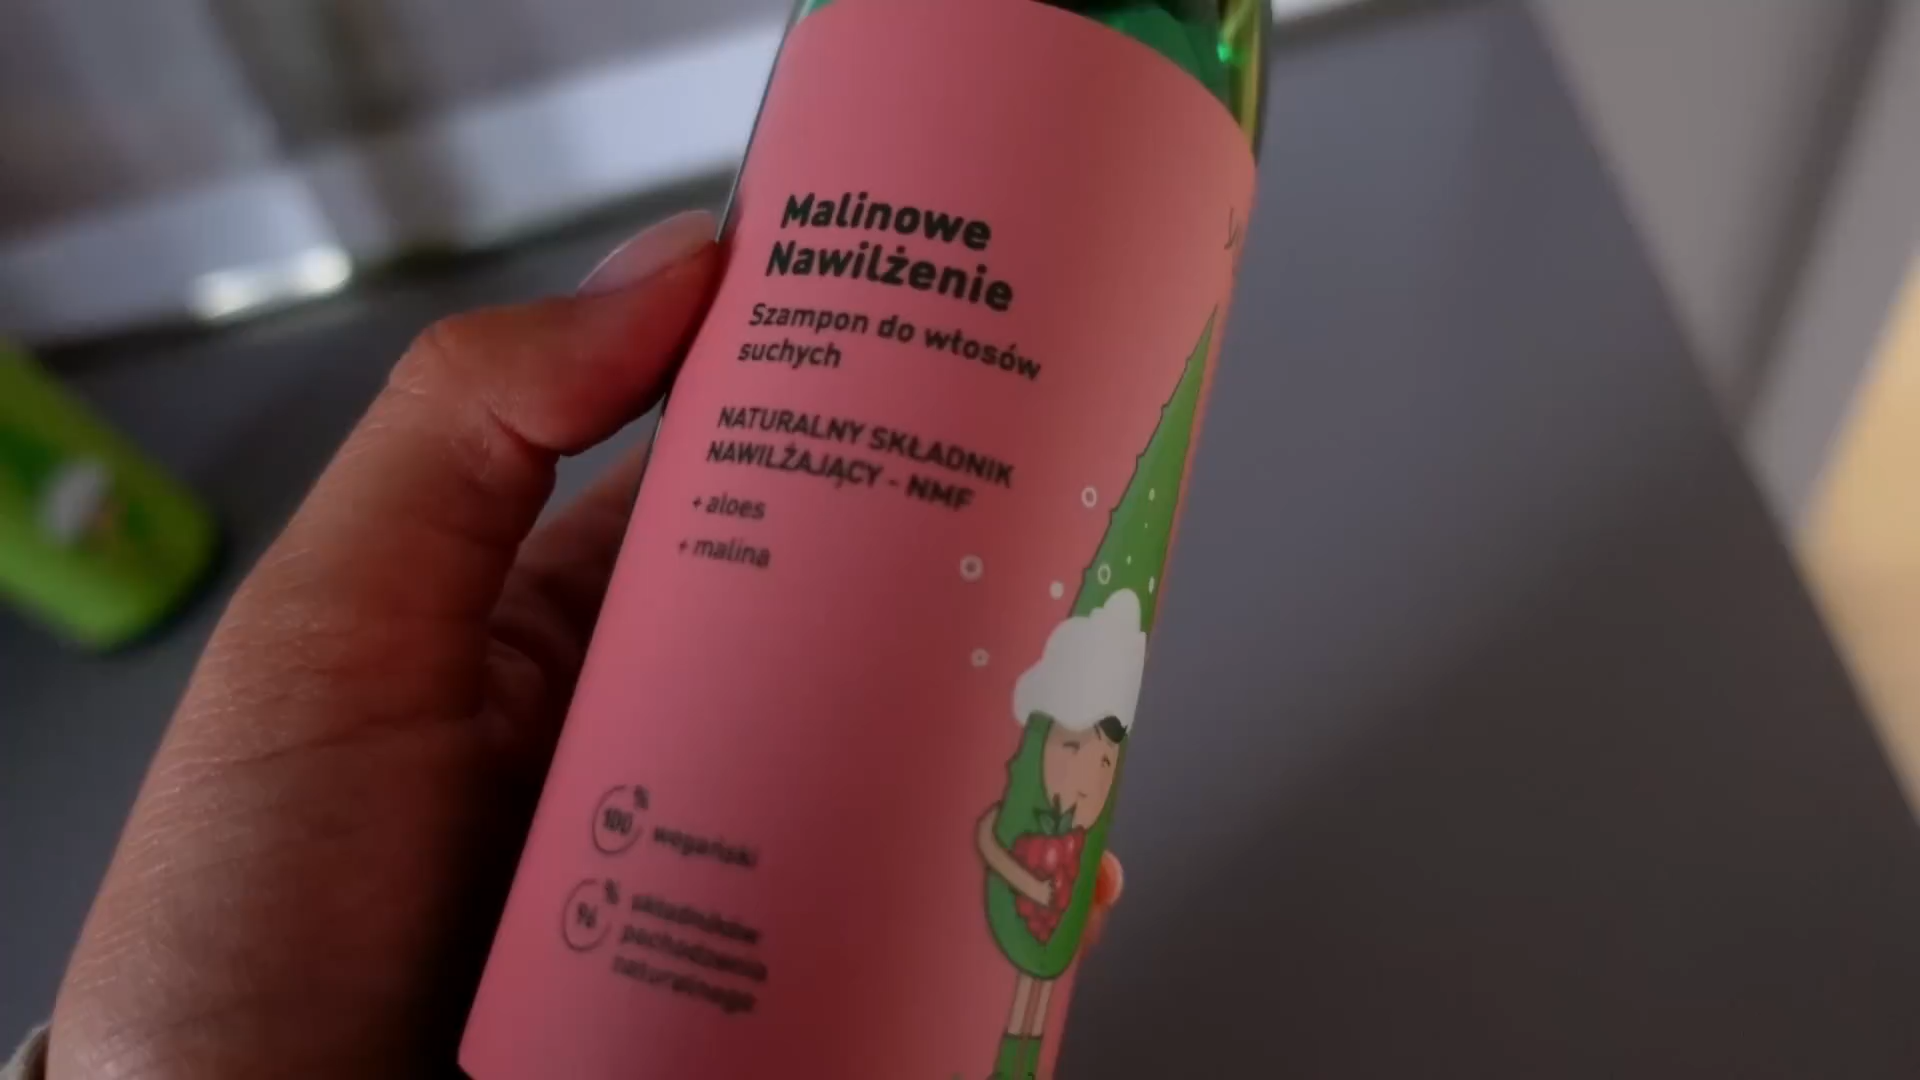 Malinowe
Nawilżenie
Szampon do włosów
suchych
NATURALNY SKŁADNIK
NAWILŻAJĄCY - NMF
+ aloes
+ malina
100 % wegański
% składników
pochodzenia
naturalnego